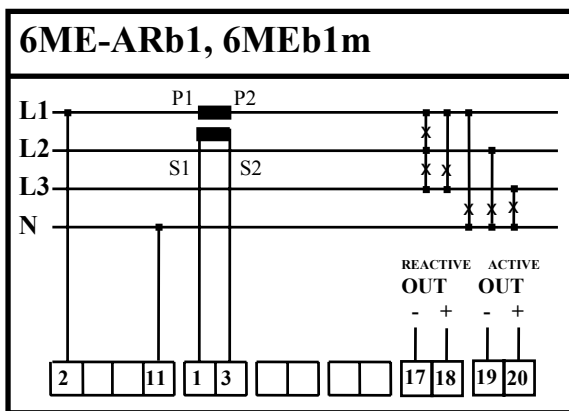 6ME-ARb1, 6MEb1m
P1 P2
L1
L2
S1 S2
L3
N
REACTIVE ACTIVE
OUT OUT
- + - +
2 11 1 3 17 18 19 20